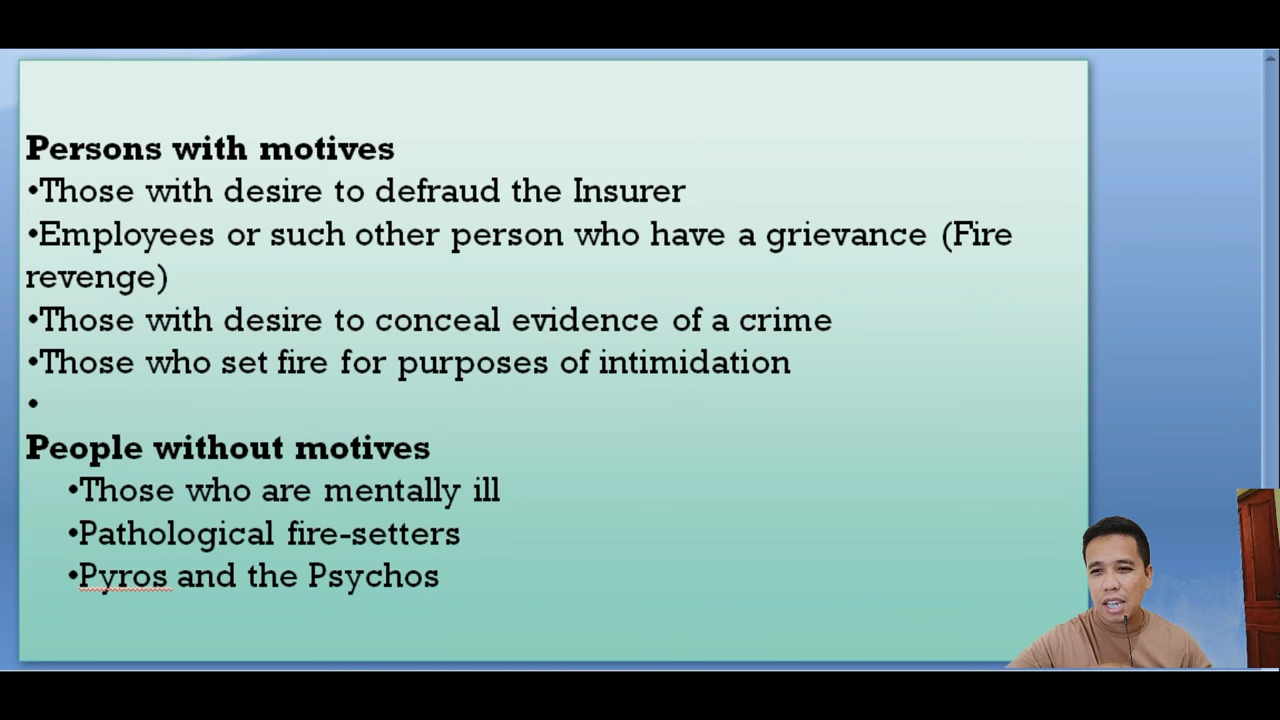 Persons with motives
•Those with desire to defraud the Insurer
•Employees or such other person who have a grievance (Fire
revenge)
•Those with desire to conceal evidence of a crime
•Those who set fire for purposes of intimidation
•
People without motives
•Those who are mentally ill
•Pathological fire-setters
•Pyros and the Psychos